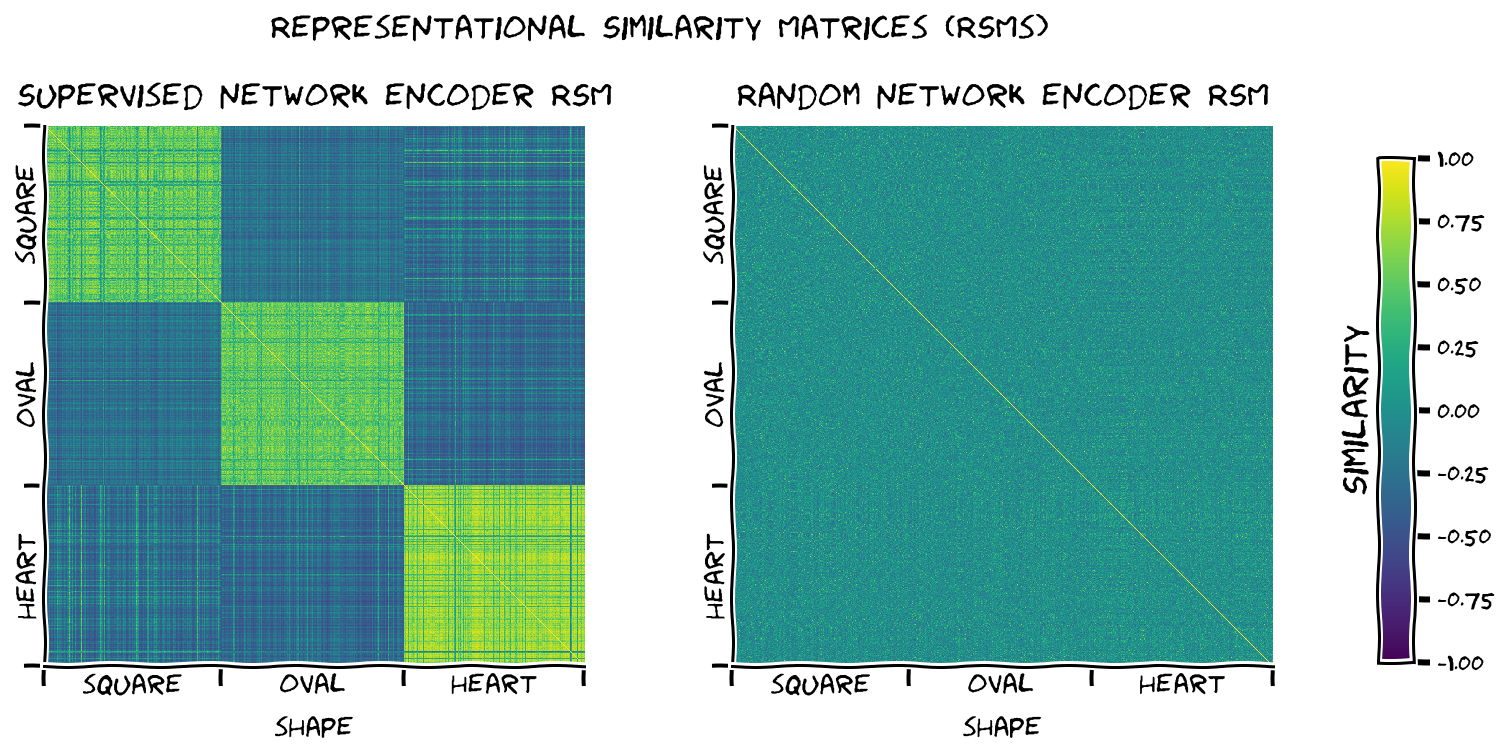 REPRESENTATIONAL SIMILARITY MATRICES (RSMS)
SUPERVISED NETWORK ENCODER RSM
SQUARE
OVAL
HEART
SQUARE OVAL HEART
SHAPE
RANDOM NETWORK ENCODER RSM
SQUARE
OVAL
HEART
SQUARE OVAL HEART
SHAPE
SIMILARITY
1.00
0.75
0.50
0.25
0.00
-0.25
-0.50
-0.75
-1.00